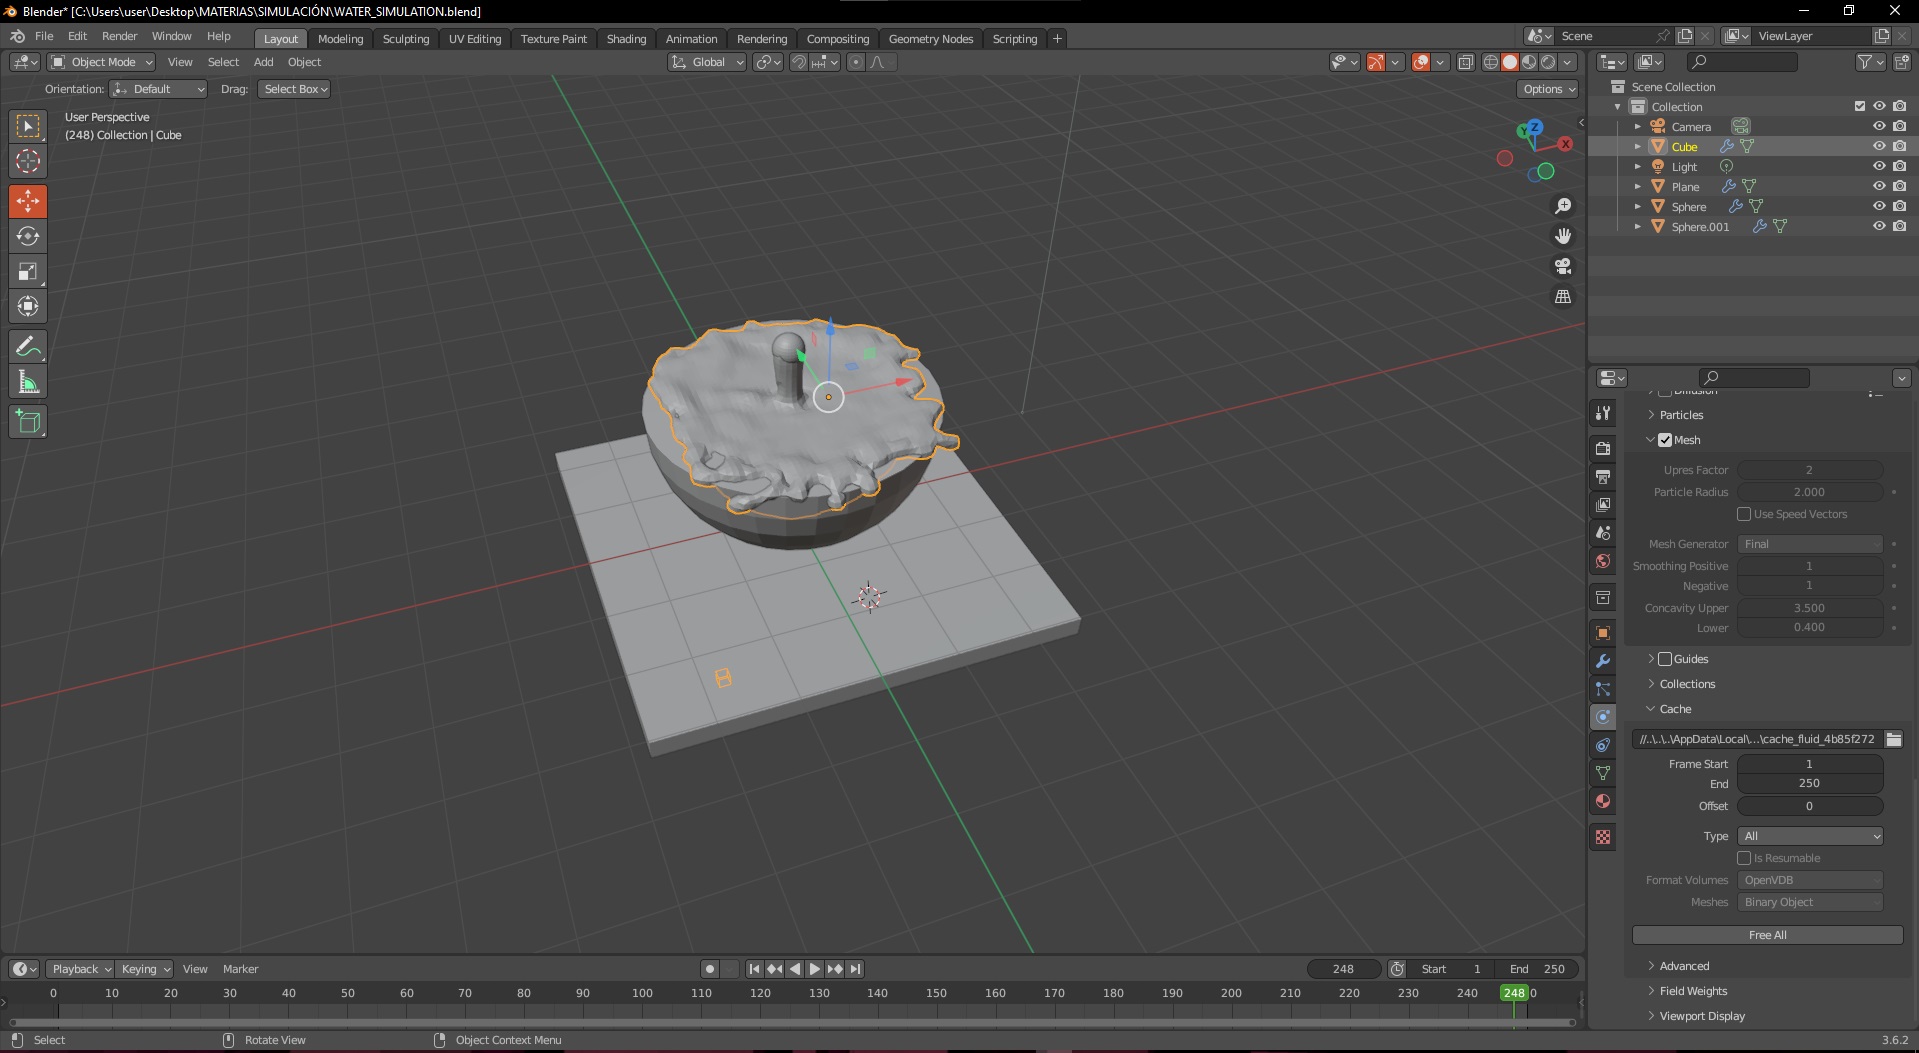 Blender* [C:\Users\user\Desktop\MATERIAS\SIMULACIÓN\WATER_SIMULATION.blend]
File Edit Render Window Help Layout Modeling Sculpting UV Editing Texture Paint Shading Animation Rendering Compositing Geometry Nodes Scripting + Scene ViewLayer
Object Mode View Select Add Object Global
Orientation: Default Drag: Select Box Options
User Perspective
(248) Collection | Cube
Z
Y
X
Scene Collection
Collection
Camera
Cube
Light
Plane
Sphere
Sphere.001
Diffusion
Particles
Mesh
Upres Factor 2
Particle Radius 2.000
Use Speed Vectors
Mesh Generator Final
Smoothing Positive 1
Negative 1
Concavity Upper 3.500
Lower 0.400
Guides
Collections
Cache
//..\..\..\AppData\Local\...\cache_fluid_4b85f272
Frame Start 1
End 250
Offset 0
Type All
Is Resumable
Format Volumes OpenVDB
Meshes Binary Object
Free All
Advanced
Field Weights
Viewport Display
Playback Keying View Marker 248 Start 1 End 250
0 10 20 30 40 50 60 70 80 90 100 110 120 130 140 150 160 170 180 190 200 210 220 230 240 248 0
Select Rotate View Object Context Menu 3.6.2